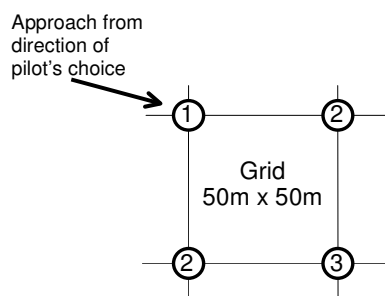 Approach from
direction of
pilot's choice
1
2
Grid
50m x 50m
2
3